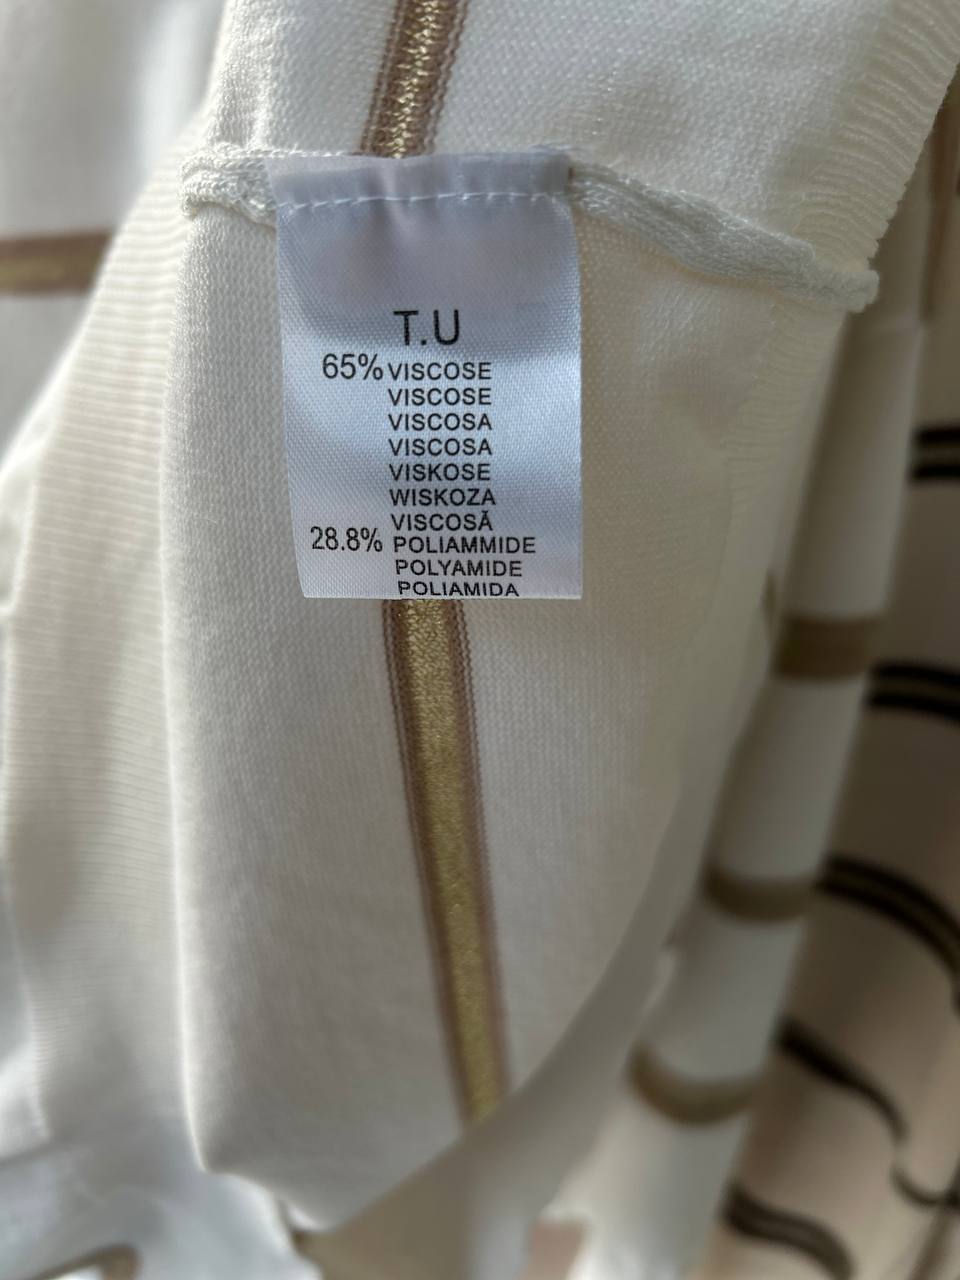 T.U
65% VISCOSE
VISCOSE
VISCOSA
VISCOSA
VISKOSE
WISKOZA
VISCOSĂ
28.8% POLIAMMIDE
POLYAMIDE
POLIAMIDA